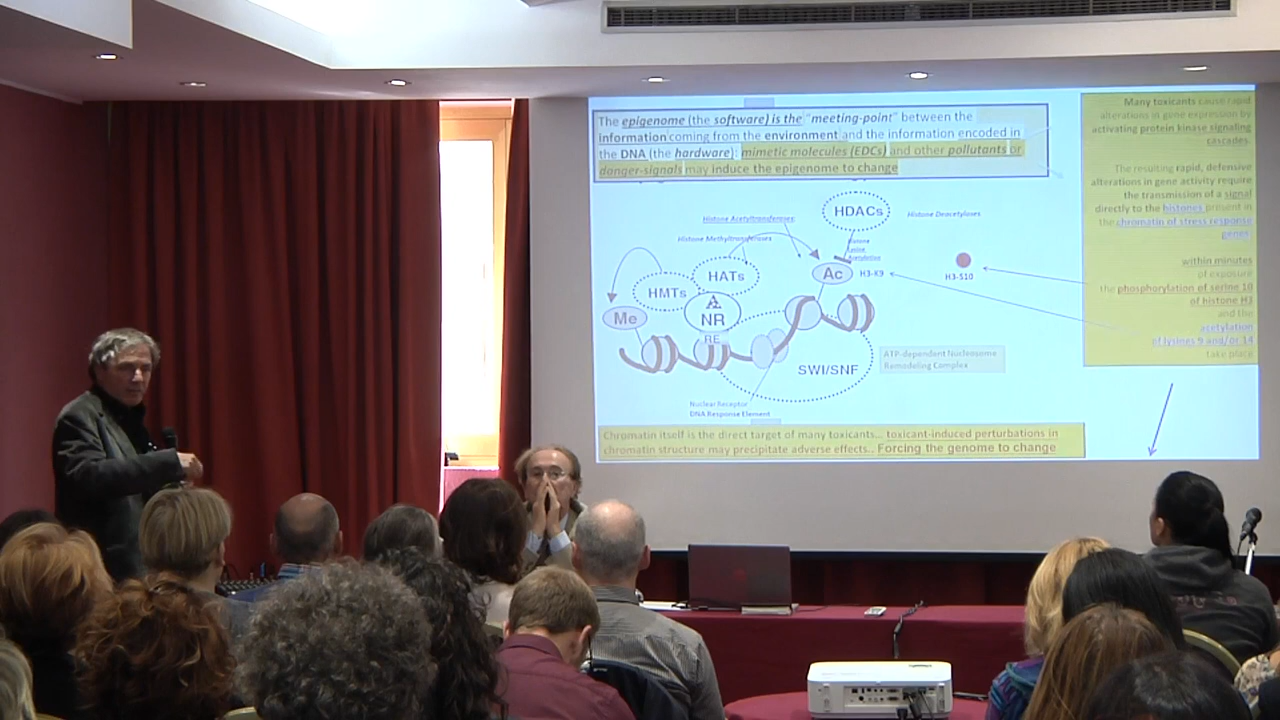 The epigenome (the software) is the "meeting-point" between the
information coming from the environment and the information encoded in
the DNA (the hardware): mimetic molecules (EDCs) and other pollutants or
danger-signals may induce the epigenome to change
Many toxicants cause rapid
alterations in gene expression by
activating protein kinase signaling
cascades.
The resulting rapid, defensive
alterations in gene activity require
the transmission of a signal
directly to the histones present in
the chromatin of stress response
genes:
within minutes
of exposure
the phosphorylation of serine 10
of histone H3
and the
acetylation
of lysines 9 and/or 14
take place
HDACs
Histone Deacetylases
Histone Acetyltransferases
Histone Methyltransferases
Histone
Lysine
Acetylation
HATs
Ac
H3-K9
H3-S10
HMTs
Me
A
NR
RE
SWI/SNF
ATP-dependent Nucleosome
Remodeling Complex
Nuclear Receptor
DNA Response Element
Chromatin itself is the direct target of many toxicants... toxicant-induced perturbations in
chromatin structure may precipitate adverse effects.. Forcing the genome to change